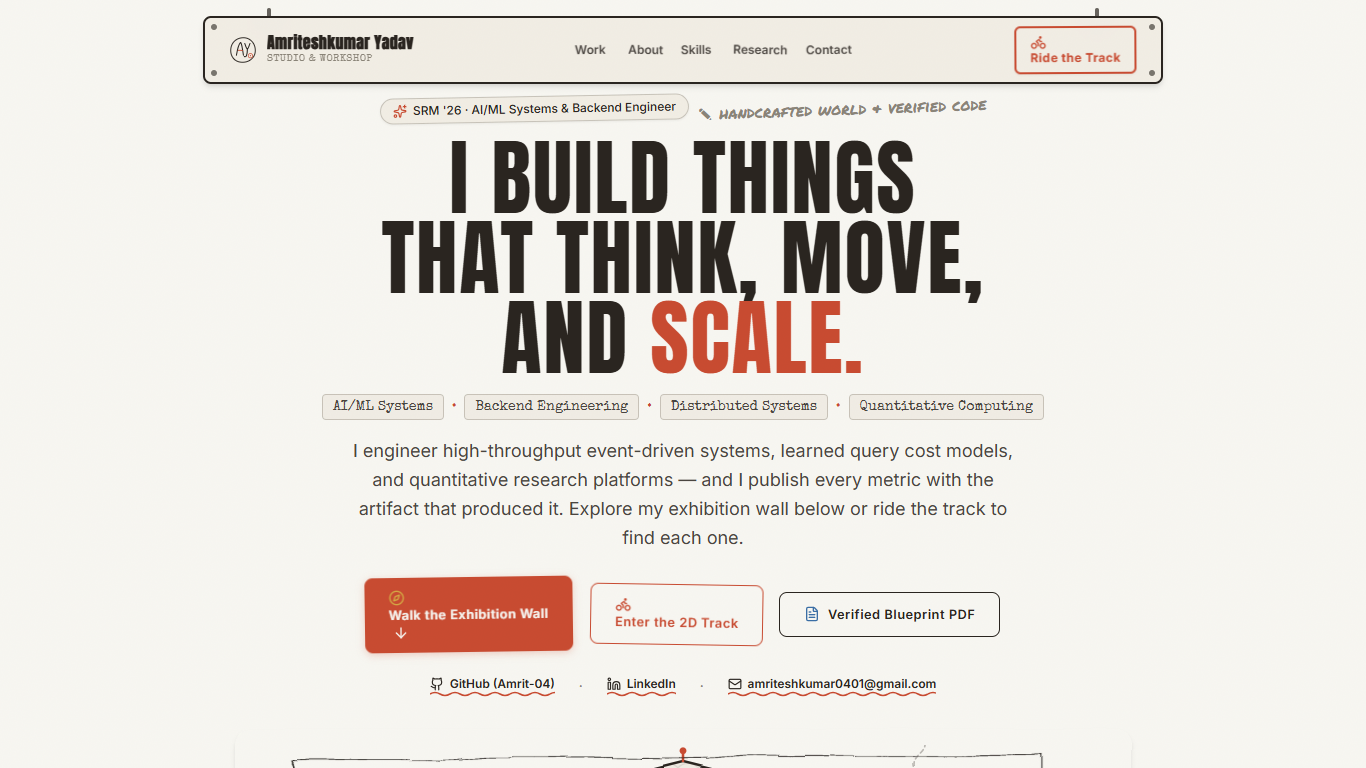 Amriteshkumar Yadav
STUDIO & WORKSHOP
Work About Skills Research Contact
Ride the Track
SRM '26 · AI/ML Systems & Backend Engineer
HANDCRAFTED WORLD & VERIFIED CODE
I BUILD THINGS
THAT THINK, MOVE,
AND SCALE.
AI/ML Systems • Backend Engineering • Distributed Systems • Quantitative Computing
I engineer high-throughput event-driven systems, learned query cost models,
and quantitative research platforms — and I publish every metric with the
artifact that produced it. Explore my exhibition wall below or ride the track to
find each one.
Walk the Exhibition Wall
↓
Enter the 2D Track
Verified Blueprint PDF
GitHub (Amrit-04) · LinkedIn · amriteshkumar0401@gmail.com